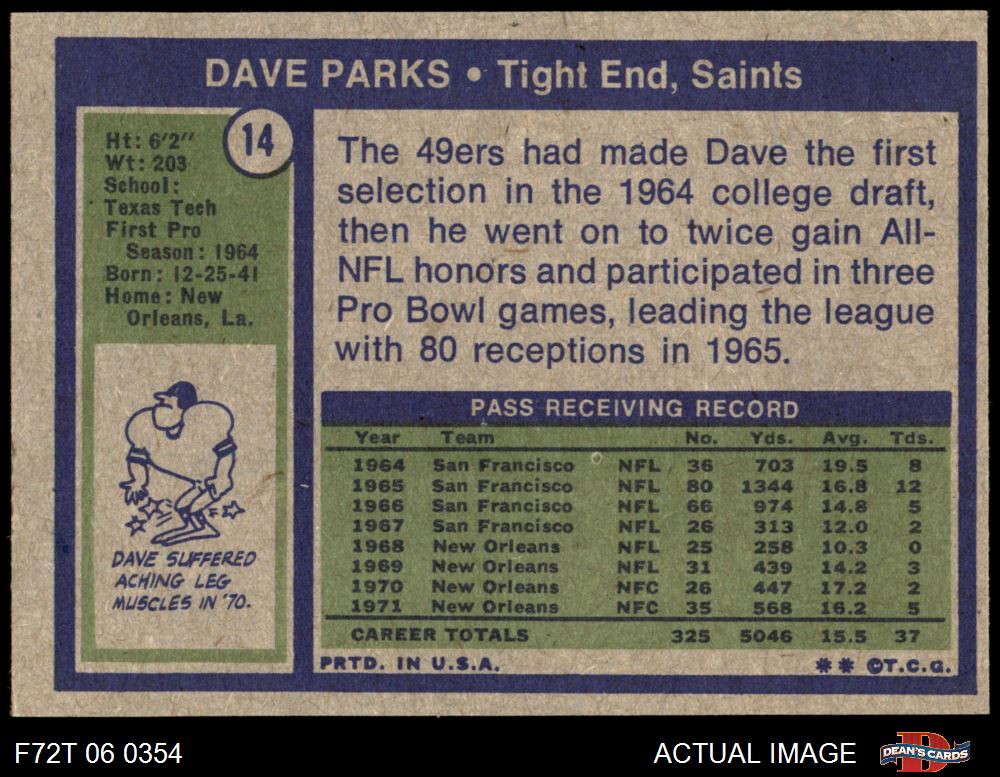 DAVE PARKS • Tight End, Saints
14
Ht: 6'2"
Wt: 203
School:
Texas Tech
First Pro
Season: 1964
Born: 12-25-41
Home: New
Orleans, La.
DAVE SUFFERED
ACHING LEG
MUSCLES IN '70.
The 49ers had made Dave the first
selection in the 1964 college draft,
then he went on to twice gain All-
NFL honors and participated in three
Pro Bowl games, leading the league
with 80 receptions in 1965.
PASS RECEIVING RECORD
Year Team No. Yds. Avg. Tds.
1964 San Francisco NFL 36 703 19.5 8
1965 San Francisco NFL 80 1344 16.8 12
1966 San Francisco NFL 66 974 14.8 5
1967 San Francisco NFL 26 313 12.0 2
1968 New Orleans NFL 25 258 10.3 0
1969 New Orleans NFL 31 439 14.2 3
1970 New Orleans NFC 26 447 17.2 2
1971 New Orleans NFC 35 568 16.2 5
CAREER TOTALS 325 5046 15.5 37
PRTD. IN U.S.A. ** ©T.C.G.
F72T 06 0354 ACTUAL IMAGE D DEAN'S CARDS